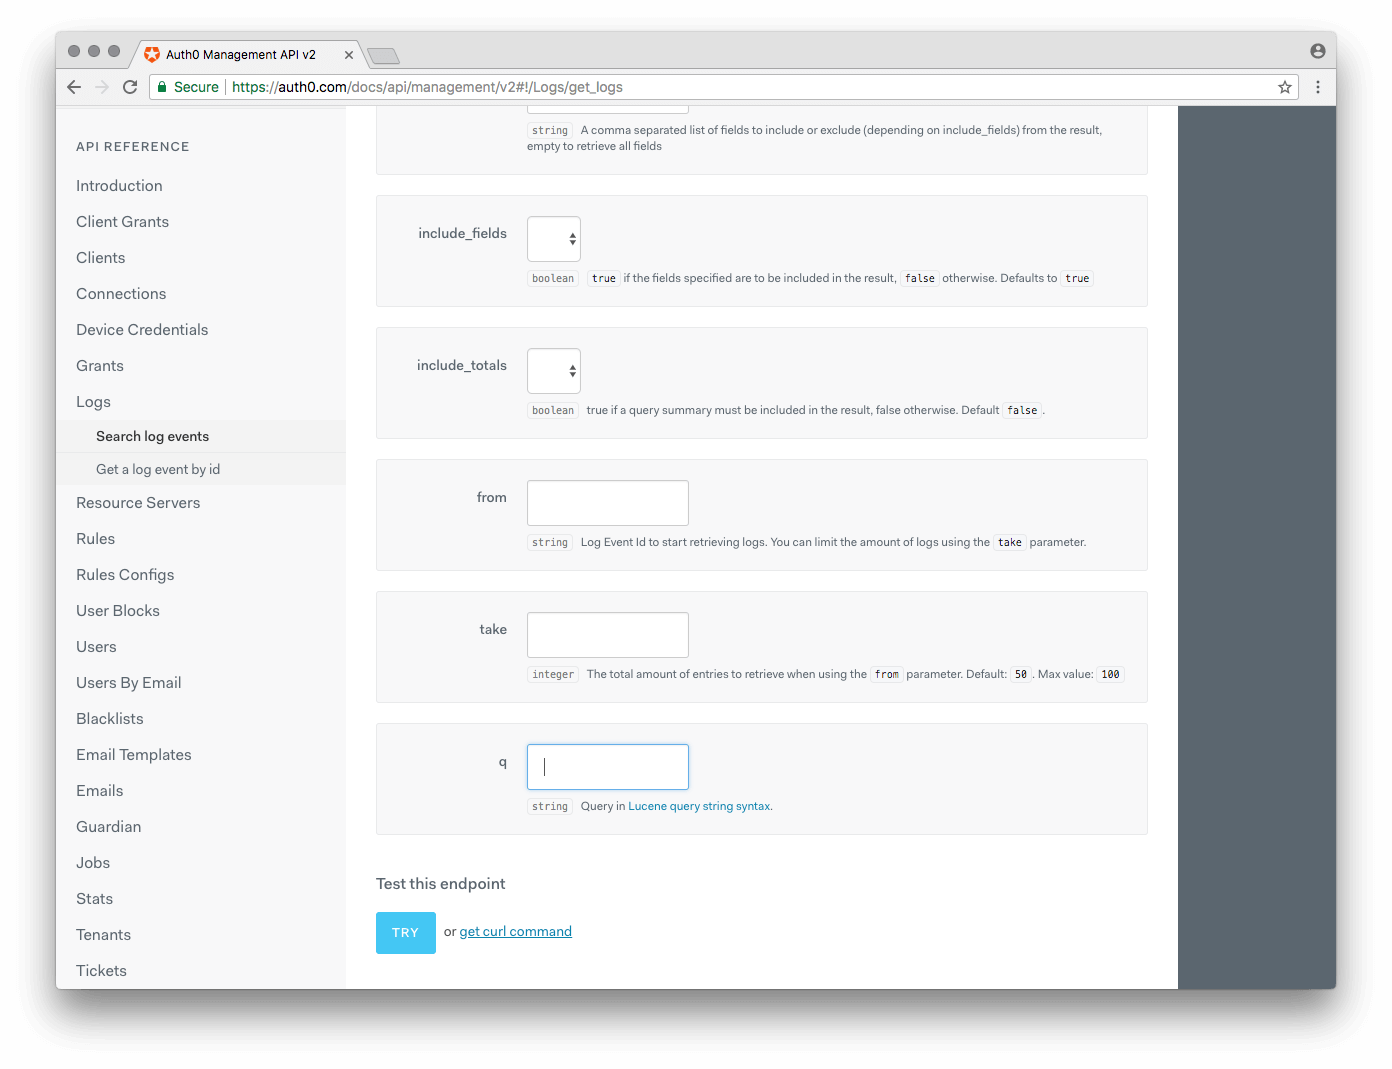 Auth0 Management API v2
Secure https://auth0.com/docs/api/management/v2#!/Logs/get_logs
API REFERENCE
Introduction
Client Grants
Clients
Connections
Device Credentials
Grants
Logs
Search log events
Get a log event by id
Resource Servers
Rules
Rules Configs
User Blocks
Users
Users By Email
Blacklists
Email Templates
Emails
Guardian
Jobs
Stats
Tenants
Tickets
string A comma separated list of fields to include or exclude (depending on include_fields) from the result,
empty to retrieve all fields
include_fields
boolean true if the fields specified are to be included in the result, false otherwise. Defaults to true
include_totals
boolean true if a query summary must be included in the result, false otherwise. Default false .
from
string Log Event Id to start retrieving logs. You can limit the amount of logs using the take parameter.
take
integer The total amount of entries to retrieve when using the from parameter. Default: 50 . Max value: 100
q
string Query in Lucene query string syntax.
Test this endpoint
TRY or get curl command